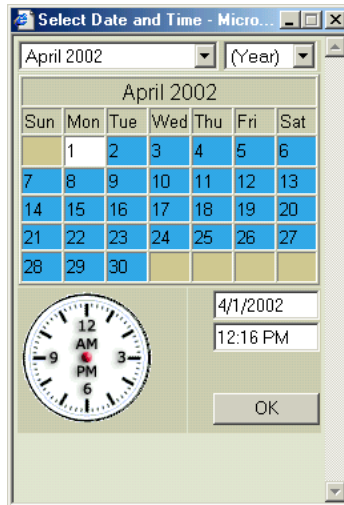 Select Date and Time - Micro...
April 2002 (Year)
April 2002
Sun Mon Tue Wed Thu Fri Sat
1 2 3 4 5 6
7 8 9 10 11 12 13
14 15 16 17 18 19 20
21 22 23 24 25 26 27
28 29 30
4/1/2002
12:16 PM
12
AM
9 3
PM
6
OK